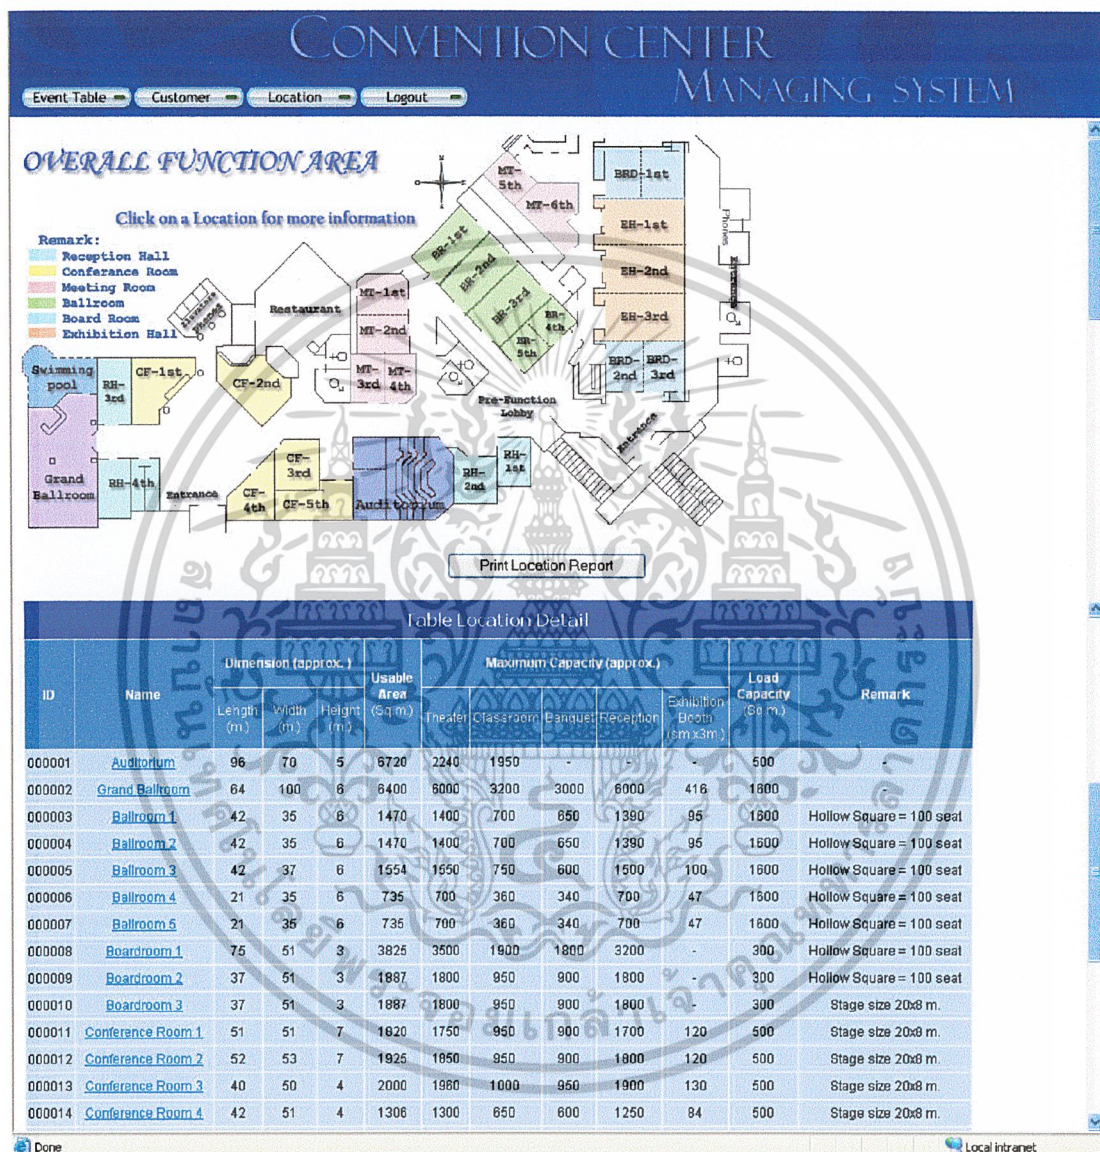 CONVENTION CENTER
MANAGING SYSTEM
Event Table Customer Location Logout
OVERALL FUNCTION AREA
Click on a Location for more information
Remark:
Reception Hall
Conferance Room
Meeting Room
Ballroom
Board Room
Exhibition Hall
MT-5th
MT-6th
BRD-1st
EH-1st
EH-2nd
EH-3rd
BRD-2nd
BRD-3rd
Phones
Entrance
BR-1st
BR-2nd
BR-3rd
BR-4th
BR-5th
Elevators
Phones
Restaurant
MT-1st
MT-2nd
MT-3rd
MT-4th
Swimming pool
RH-3rd
CF-1st
CF-2nd
Pre-Function Lobby
Entrance
Grand Ballroom
RH-4th
Entrance
CF-3rd
CF-4th
CF-5th
Auditorium
RH-2nd
RH-1st
Print Location Report
Table Location Detail
ID Name Dimension (approx. ) Usable Area (Sq.m.) Maximum Capacity (approx.) Load Capacity (Sq.m.) Remark
Length (m.) Width (m.) Height (m.) Theater Classroom Banquet Reception Exhibition Booth (3mx3m.)
000001 Auditorium 96 70 5 6720 2240 1950 - - - 500 -
000002 Grand Ballroom 64 100 6 6400 6000 3200 3000 6000 416 1600 -
000003 Ballroom 1 42 35 6 1470 1400 700 650 1390 95 1600 Hollow Square = 100 seat
000004 Ballroom 2 42 35 6 1470 1400 700 650 1390 95 1600 Hollow Square = 100 seat
000005 Ballroom 3 42 37 6 1554 1550 750 600 1500 100 1600 Hollow Square = 100 seat
000006 Ballroom 4 21 35 6 735 700 360 340 700 47 1600 Hollow Square = 100 seat
000007 Ballroom 5 21 35 6 735 700 360 340 700 47 1600 Hollow Square = 100 seat
000008 Boardroom 1 75 51 3 3825 3500 1900 1800 3200 - 300 Hollow Square = 100 seat
000009 Boardroom 2 37 51 3 1887 1800 950 900 1800 - 300 Hollow Square = 100 seat
000010 Boardroom 3 37 51 3 1887 1800 950 900 1800 - 300 Stage size 20x8 m.
000011 Conference Room 1 51 51 7 1820 1750 950 900 1700 120 500 Stage size 20x8 m.
000012 Conference Room 2 52 53 7 1925 1850 950 900 1800 120 500 Stage size 20x8 m.
000013 Conference Room 3 40 50 4 2000 1980 1000 950 1900 130 500 Stage size 20x8 m.
000014 Conference Room 4 42 51 4 1306 1300 650 600 1250 84 500 Stage size 20x8 m.
Done Local intranet